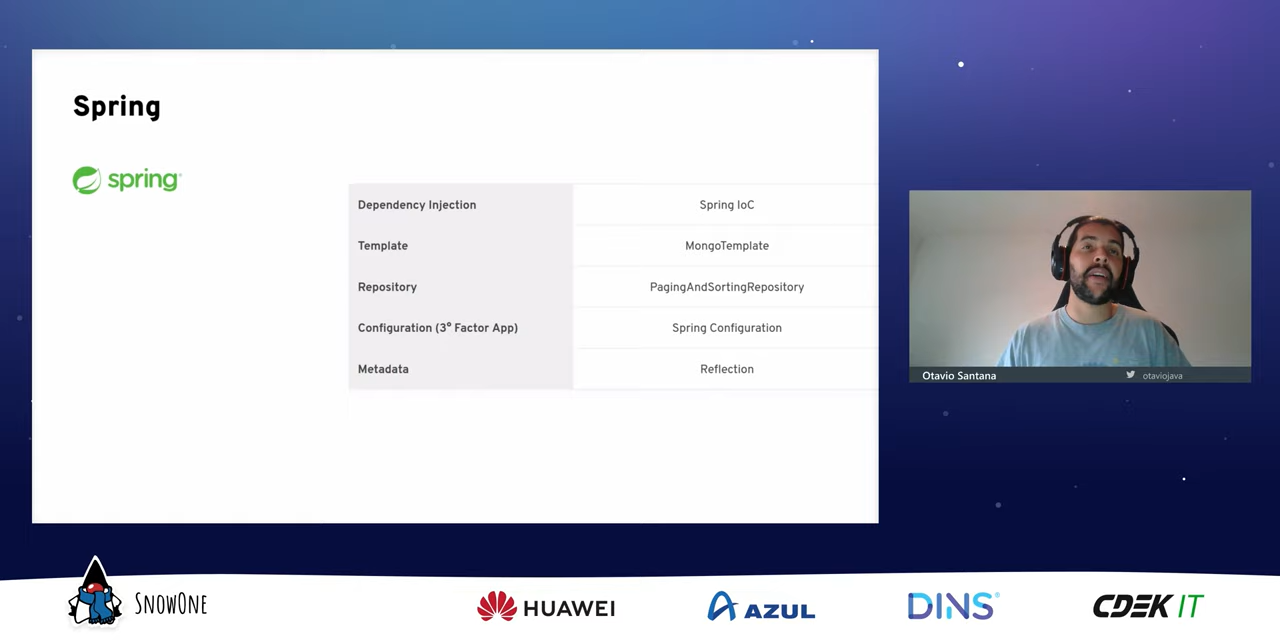 Spring
spring
Dependency Injection Spring IoC
Template MongoTemplate
Repository PagingAndSortingRepository
Configuration (3° Factor App) Spring Configuration
Metadata Reflection
Otavio Santana otaviojava
SnowOne HUAWEI AZUL DINS CDEK IT